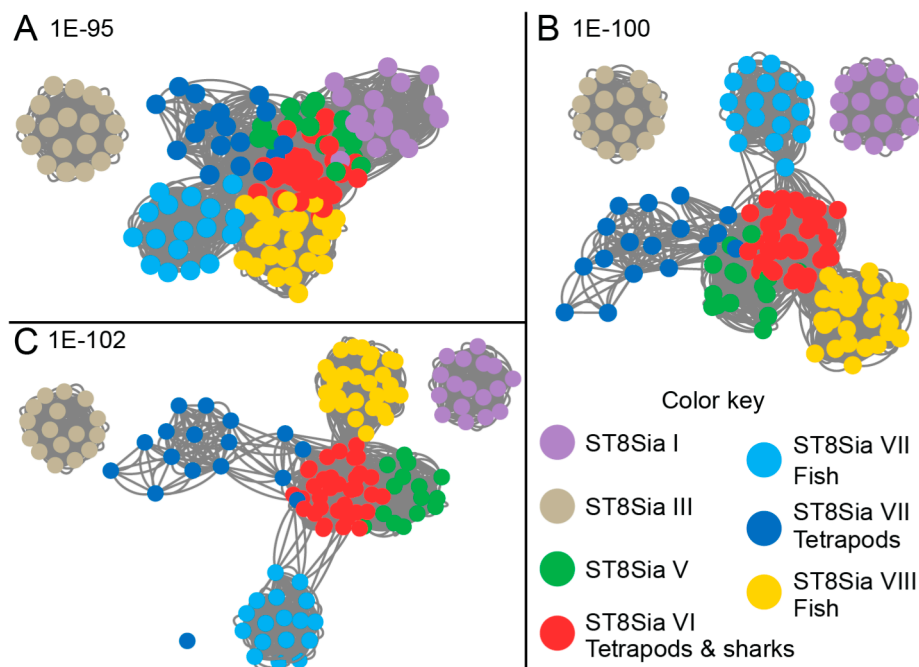 A 1E-95
B 1E-100
C 1E-102
Color key
ST8Sia I
ST8Sia III
ST8Sia V
ST8Sia VI
Tetrapods & sharks
ST8Sia VII
Fish
ST8Sia VII
Tetrapods
ST8Sia VIII
Fish